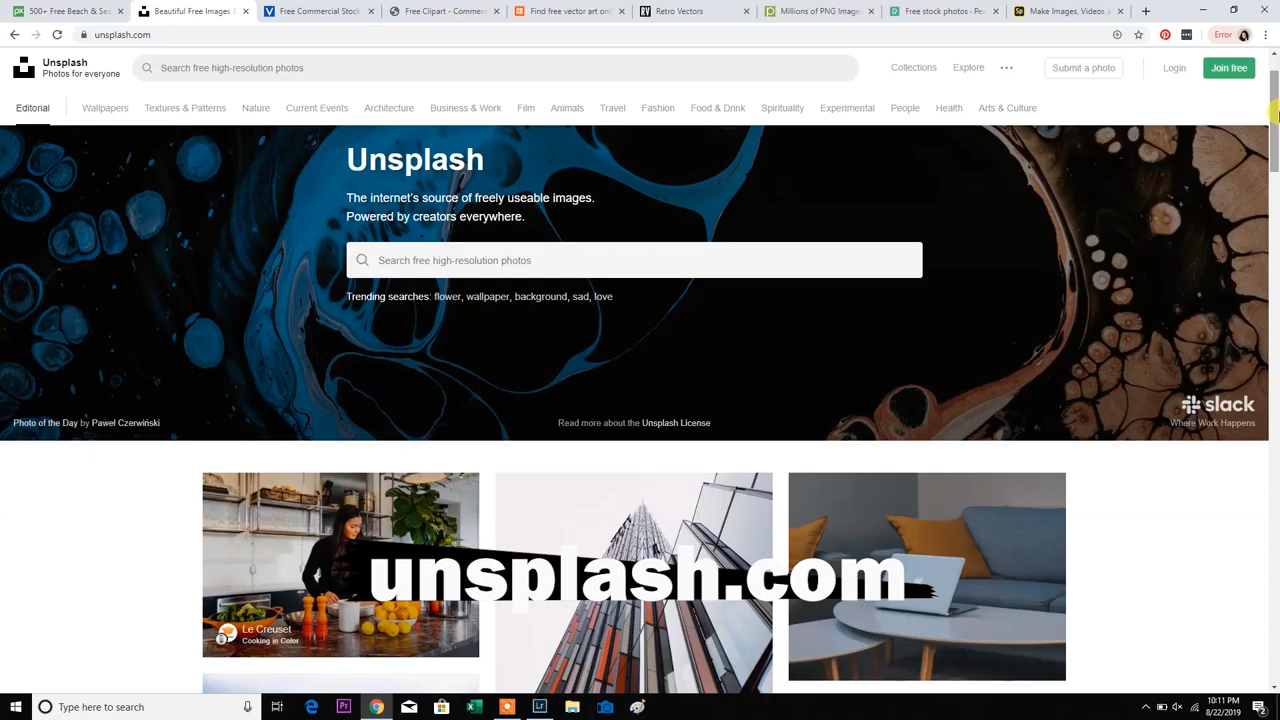 500+ Free Beach & Sea
Beautiful Free Images &
Free Commercial Stock
Free Clipart - Commerc
Find free vector art onli
Retro Vectors
Millions of PNG Images
Free stock photos · Pex
Make Images, Videos a
unsplash.com
Error
Unsplash
Photos for everyone
Search free high-resolution photos
Collections
Explore
Submit a photo
Login
Join free
Editorial
Wallpapers
Textures & Patterns
Nature
Current Events
Architecture
Business & Work
Film
Animals
Travel
Fashion
Food & Drink
Spirituality
Experimental
People
Health
Arts & Culture
Unsplash
The internet's source of freely useable images.
Powered by creators everywhere.
Search free high-resolution photos
Trending searches: flower, wallpaper, background, sad, love
Photo of the Day by Paweł Czerwiński
Read more about the Unsplash License
slack
Where Work Happens
unsplash.com
Le Creuset
Cooking in Color
Type here to search
10:11 PM
8/22/2019
2